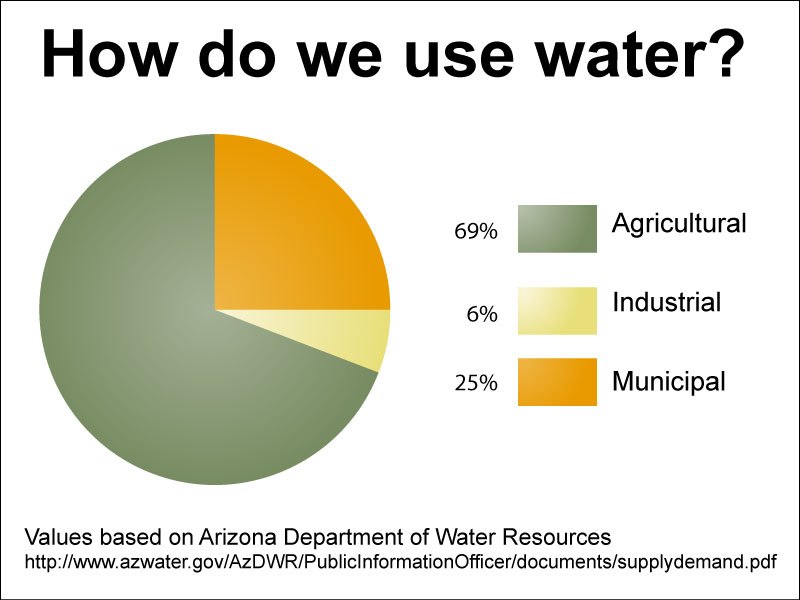 How do we use water?
69% Agricultural
6% Industrial
25% Municipal
Values based on Arizona Department of Water Resources
http://www.azwater.gov/AzDWR/PublicInformationOfficer/documents/supplydemand.pdf